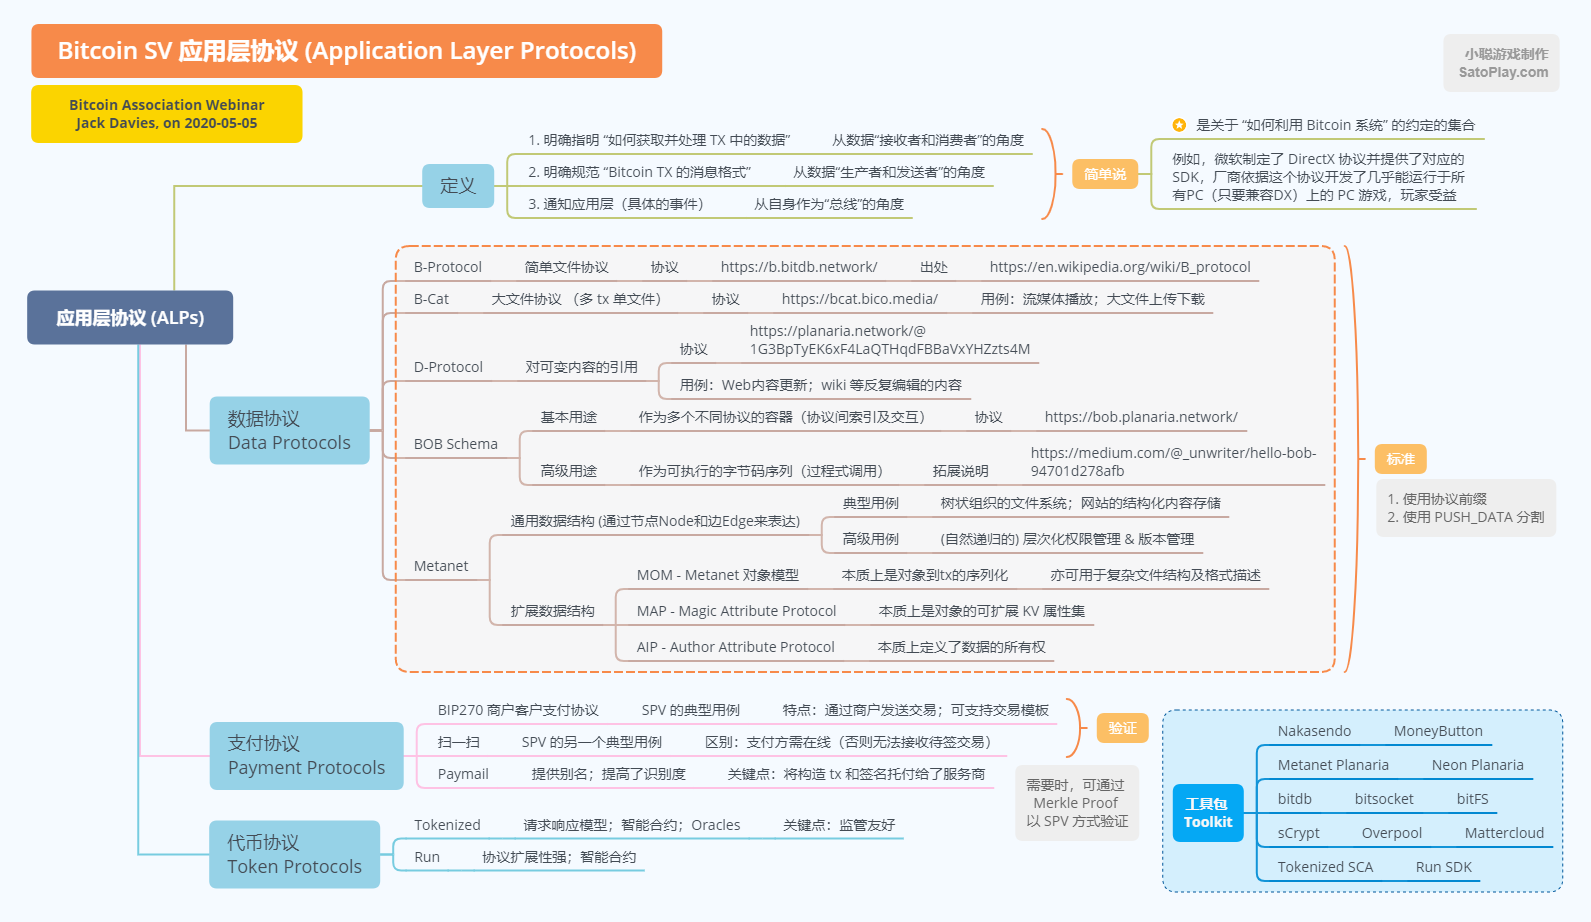 Bitcoin SV 应用层协议 (Application Layer Protocols)
小聪游戏制作
SatoPlay.com
Bitcoin Association Webinar
Jack Davies, on 2020-05-05
应用层协议 (ALPs)
定义
1. 明确指明 “如何获取并处理 TX 中的数据” 从数据“接收者和消费者”的角度
2. 明确规范 “Bitcoin TX 的消息格式” 从数据“生产者和发送者”的角度
3. 通知应用层（具体的事件） 从自身作为“总线”的角度
简单说
是关于 “如何利用 Bitcoin 系统” 的约定的集合
例如，微软制定了 DirectX 协议并提供了对应的
SDK，厂商依据这个协议开发了几乎能运行于所
有PC（只要兼容DX）上的 PC 游戏，玩家受益
数据协议
Data Protocols
B-Protocol 简单文件协议 协议 https://b.bitdb.network/ 出处 https://en.wikipedia.org/wiki/B_protocol
B-Cat 大文件协议 （多 tx 单文件） 协议 https://bcat.bico.media/ 用例：流媒体播放；大文件上传下载
D-Protocol 对可变内容的引用
协议
https://planaria.network/@
1G3BpTyEK6xF4LaQTHqdFBBaVxYHZzts4M
用例：Web内容更新；wiki 等反复编辑的内容
BOB Schema
基本用途 作为多个不同协议的容器（协议间索引及交互） 协议 https://bob.planaria.network/
高级用途 作为可执行的字节码序列（过程式调用） 拓展说明
https://medium.com/@_unwriter/hello-bob-
94701d278afb
Metanet
通用数据结构 (通过节点Node和边Edge来表达)
典型用例 树状组织的文件系统；网站的结构化内容存储
高级用例 (自然递归的) 层次化权限管理 & 版本管理
扩展数据结构
MOM - Metanet 对象模型 本质上是对象到tx的序列化 亦可用于复杂文件结构及格式描述
MAP - Magic Attribute Protocol 本质上是对象的可扩展 KV 属性集
AIP - Author Attribute Protocol 本质上定义了数据的所有权
标准
1. 使用协议前缀
2. 使用 PUSH_DATA 分割
支付协议
Payment Protocols
BIP270 商户客户支付协议 SPV 的典型用例 特点：通过商户发送交易；可支持交易模板
扫一扫 SPV 的另一个典型用例 区别：支付方需在线（否则无法接收待签交易）
Paymail 提供别名；提高了识别度 关键点：将构造 tx 和签名托付给了服务商
验证
需要时，可通过
Merkle Proof
以 SPV 方式验证
代币协议
Token Protocols
Tokenized 请求响应模型；智能合约；Oracles 关键点：监管友好
Run 协议扩展性强；智能合约
工具包
Toolkit
Nakasendo MoneyButton
Metanet Planaria Neon Planaria
bitdb bitsocket bitFS
sCrypt Overpool Mattercloud
Tokenized SCA Run SDK